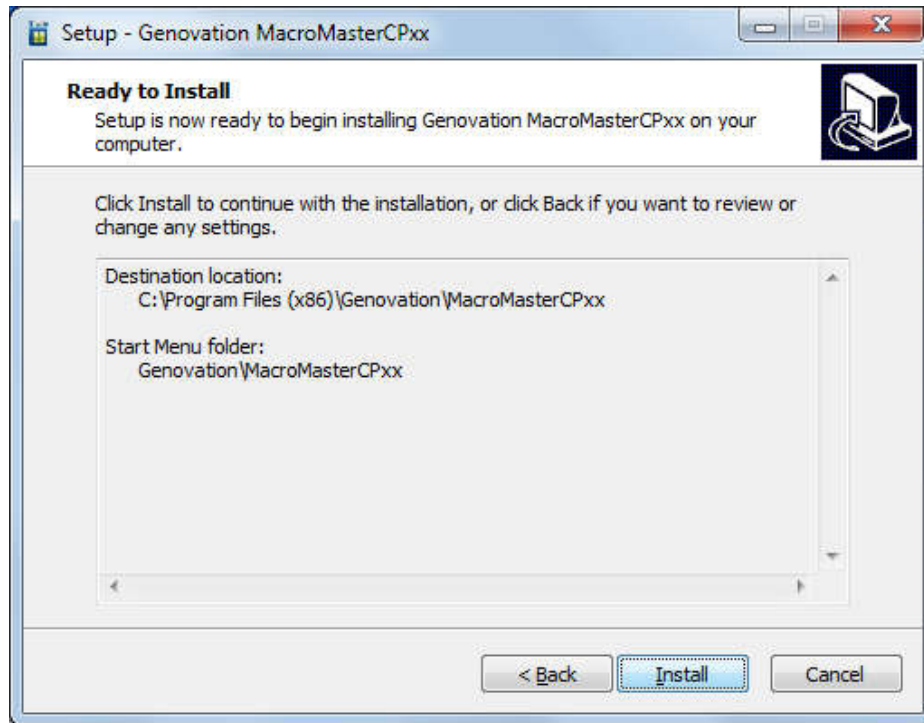 Setup - Genovation MacroMasterCPxx
Ready to Install
Setup is now ready to begin installing Genovation MacroMasterCPxx on your
computer.
Click Install to continue with the installation, or click Back if you want to review or
change any settings.
Destination location:
C:\Program Files (x86)\Genovation\MacroMasterCPxx
Start Menu folder:
Genovation\MacroMasterCPxx
< Back
Install
Cancel